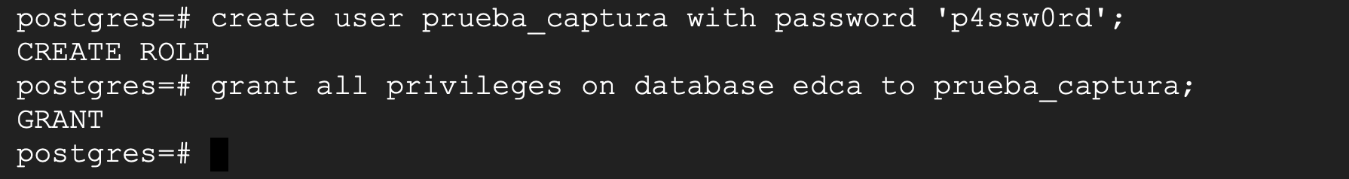 postgres=# create user prueba_captura with password 'p4ssw0rd';
CREATE ROLE
postgres=# grant all privileges on database edca to prueba_captura;
GRANT
postgres=#